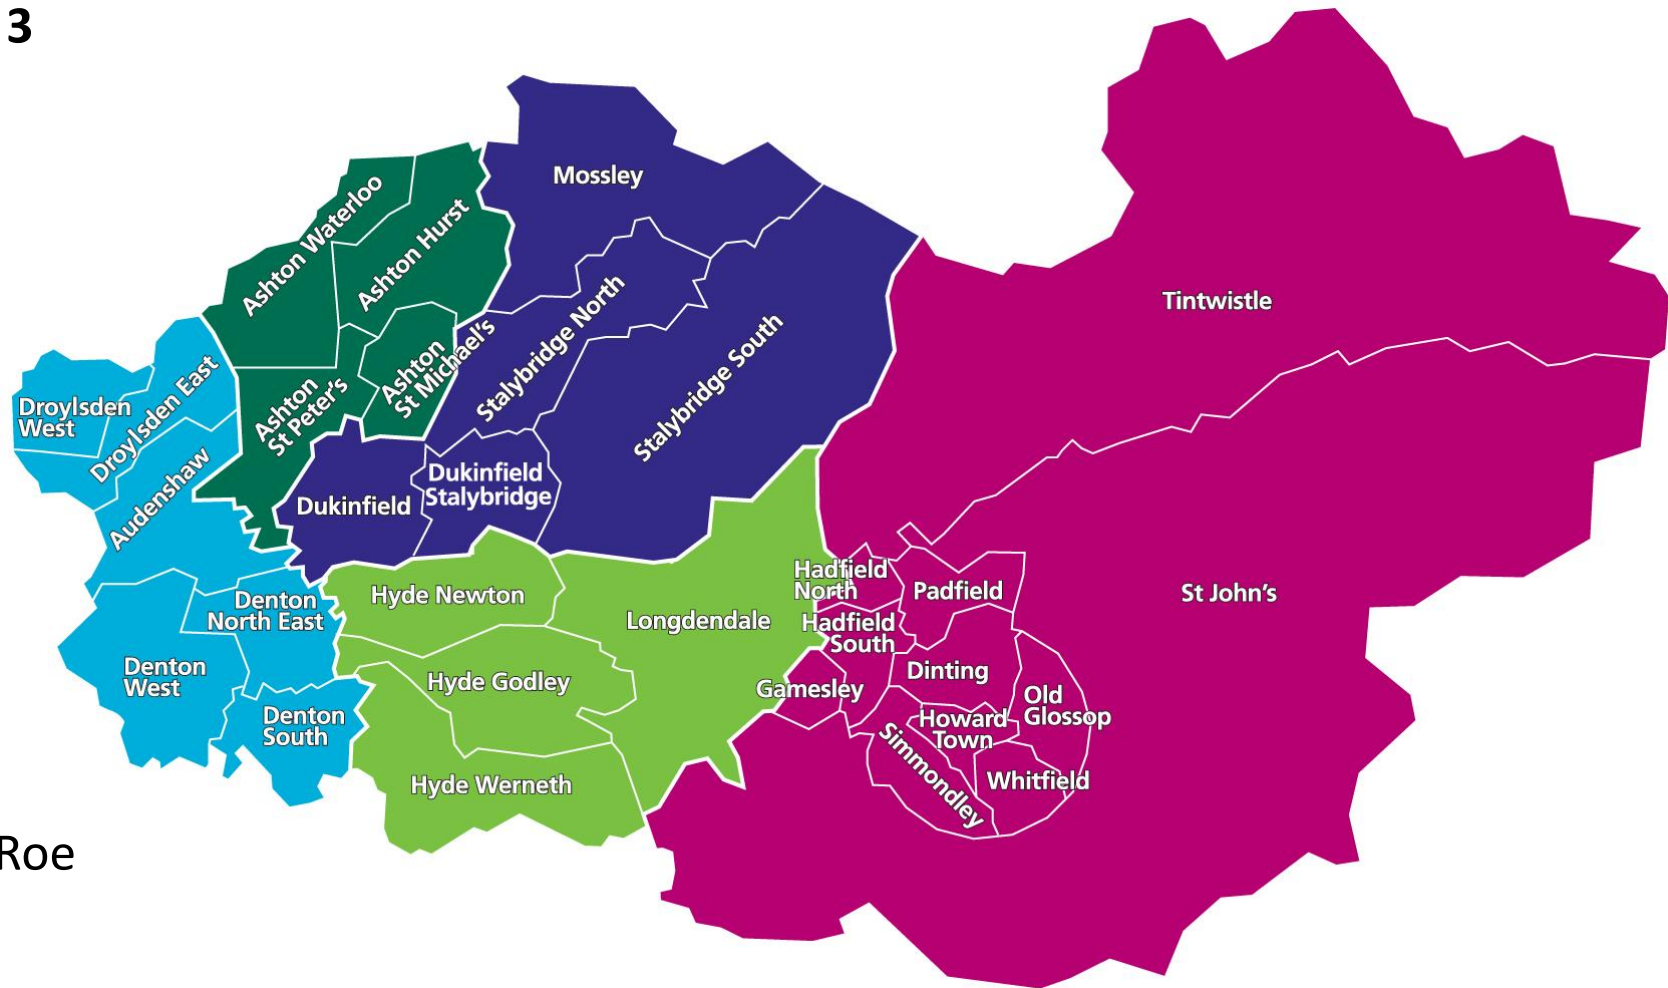 3
Mossley
Ashton Waterloo
Ashton Hurst
Tintwistle
Stalybridge North
Ashton
St Michael's
Stalybridge South
Droylsden
West
Droylsden East
Ashton
St Peter's
Audenshaw
Dukinfield
Dukinfield
Stalybridge
Hadfield
North
Padfield
St John's
Hyde Newton
Denton
North East
Longdendale
Hadfield
South
Denton
West
Hyde Godley
Gamesley
Dinting
Old
Glossop
Denton
South
Howard
Town
Simmondley
Whitfield
Hyde Werneth
Roe